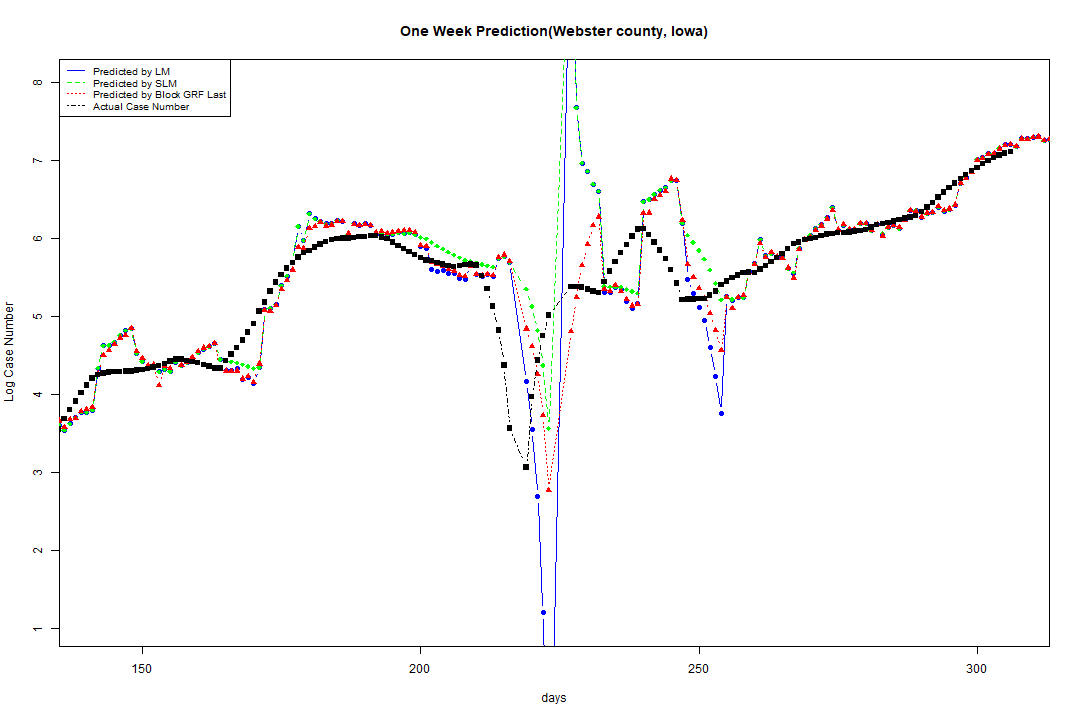 One Week Prediction(Webster county, Iowa)
Predicted by LM
Predicted by SLM
Predicted by Block GRF Last
Actual Case Number
8
7
6
5
4
3
2
1
Log Case Number
150 200 250 300
days